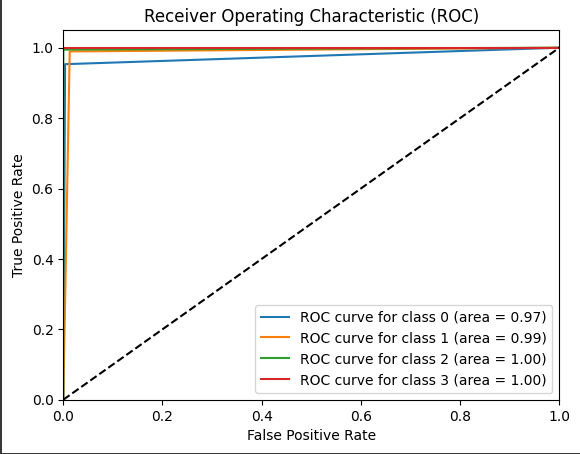 Receiver Operating Characteristic (ROC)
True Positive Rate
1.0
0.8
0.6
0.4
0.2
0.0
ROC curve for class 0 (area = 0.97)
ROC curve for class 1 (area = 0.99)
ROC curve for class 2 (area = 1.00)
ROC curve for class 3 (area = 1.00)
0.0 0.2 0.4 0.6 0.8 1.0
False Positive Rate